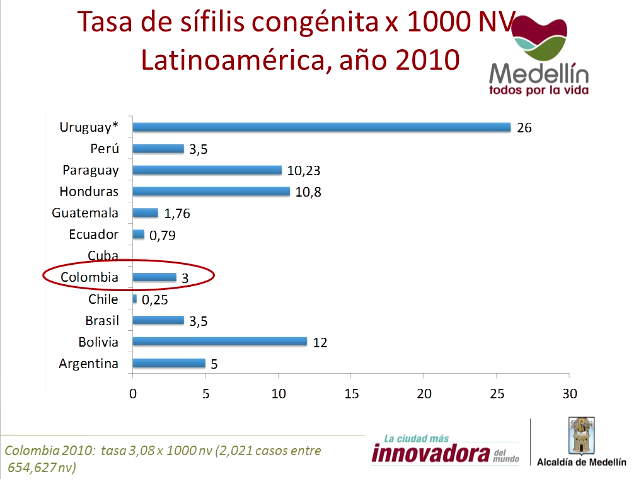 Tasa de sífilis congénita x 1000 NV
Latinoamérica, año 2010
Medellín
todos por la vida
Uruguay* 26
Perú 3,5
Paraguay 10,23
Honduras 10,8
Guatemala 1,76
Ecuador 0,79
Cuba
Colombia 3
Chile 0,25
Brasil 3,5
Bolivia 12
Argentina 5
0 5 10 15 20 25 30
Colombia 2010: tasa 3,08 x 1000 nv (2,021 casos entre
654,627 nv)
La ciudad más
innovadora
del mundo
Alcaldía de Medellín